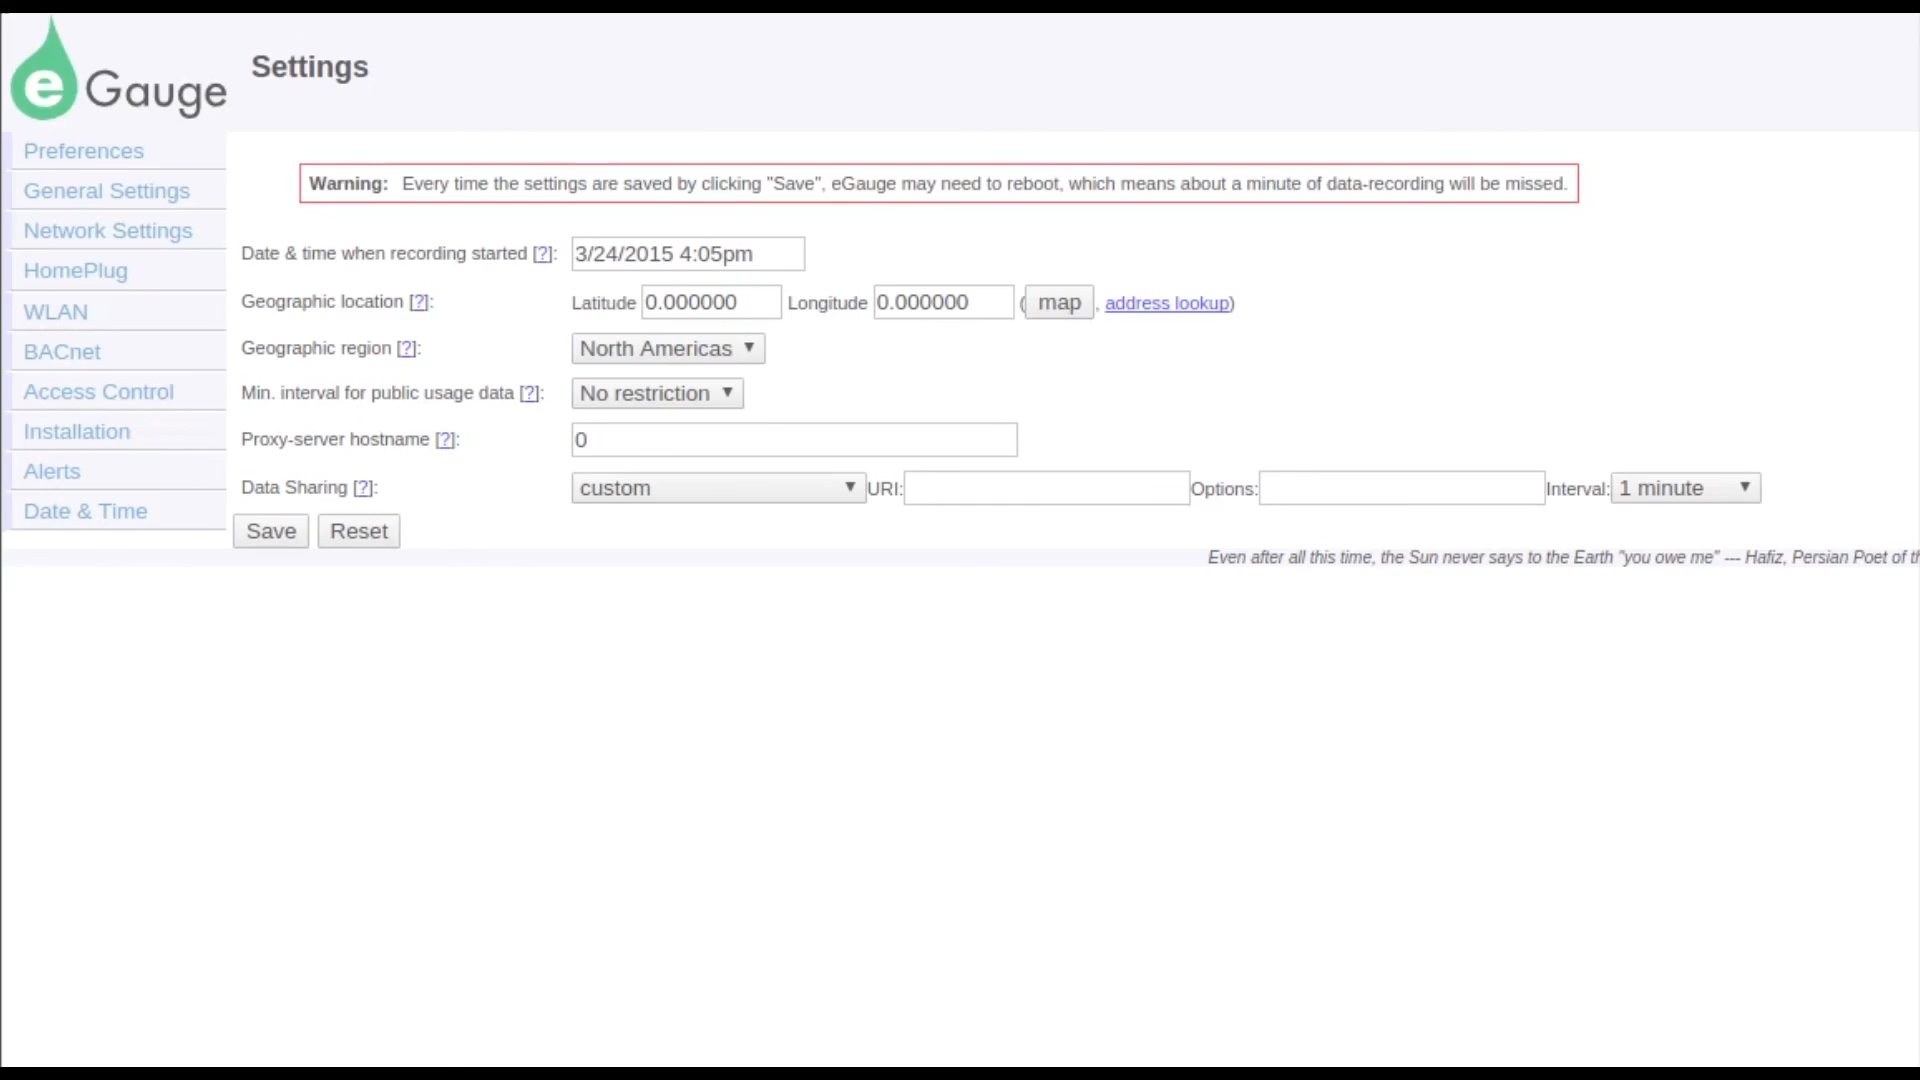 e Gauge
Settings
Preferences
General Settings
Network Settings
HomePlug
WLAN
BACnet
Access Control
Installation
Alerts
Date & Time
Warning: Every time the settings are saved by clicking "Save", eGauge may need to reboot, which means about a minute of data-recording will be missed.
Date & time when recording started [?]: 3/24/2015 4:05pm
Geographic location [?]: Latitude 0.000000 Longitude 0.000000 ( map , address lookup)
Geographic region [?]: North Americas
Min. interval for public usage data [?]: No restriction
Proxy-server hostname [?]: 0
Data Sharing [?]: custom URI: Options: Interval: 1 minute
Save Reset
Even after all this time, the Sun never says to the Earth "you owe me" --- Hafiz, Persian Poet of